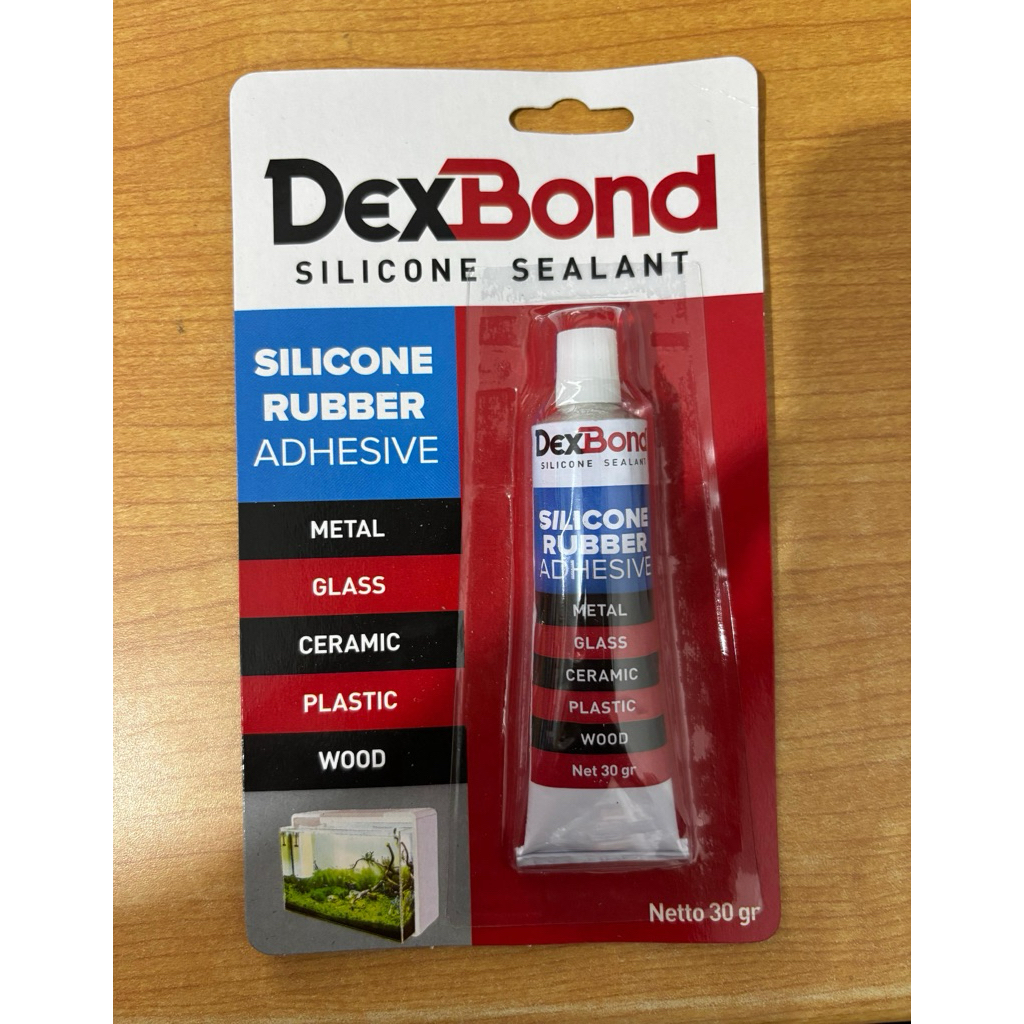 DexBond
SILICONE SEALANT
SILICONE
RUBBER
ADHESIVE
METAL
GLASS
CERAMIC
PLASTIC
WOOD
DexBond
SILICONE SEALANT
SILICONE
RUBBER
ADHESIVE
METAL
GLASS
CERAMIC
PLASTIC
WOOD
Net 30 gr
Netto 30 gr